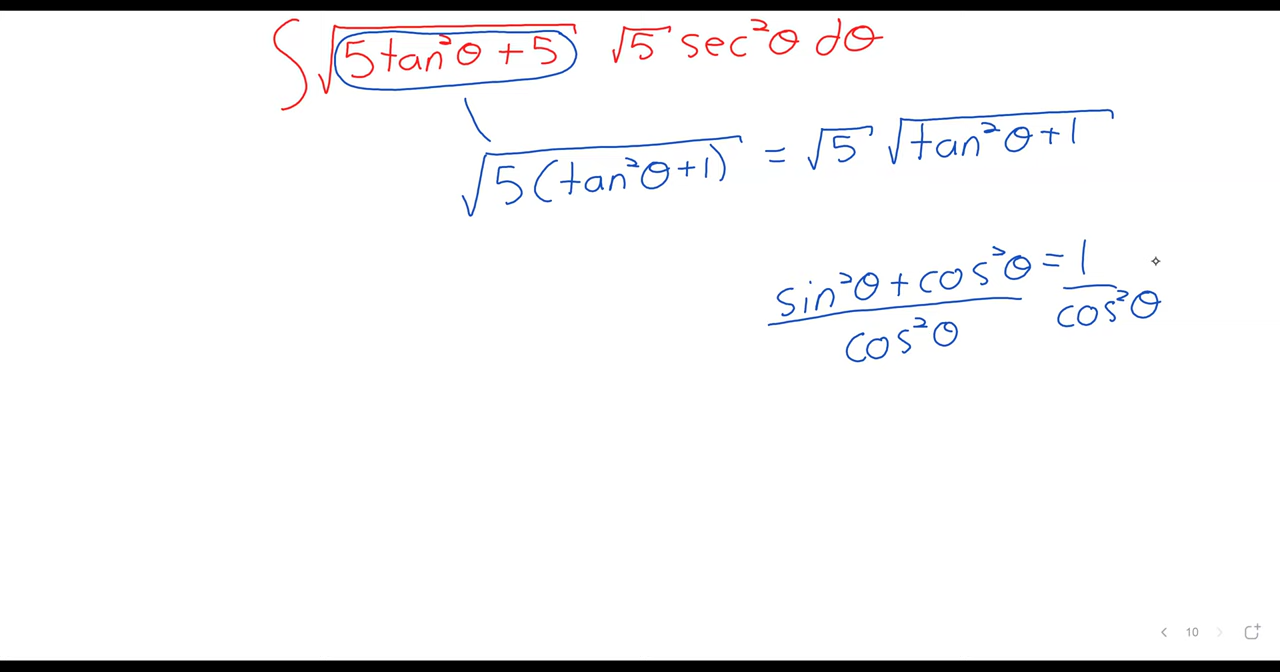 ∫ √(5tan²θ + 5) √5 sec²θ dθ
√(5(tan²θ+1)) = √5 √(tan²θ+1)
(sin²θ + cos²θ)/cos²θ = 1/cos²θ
10